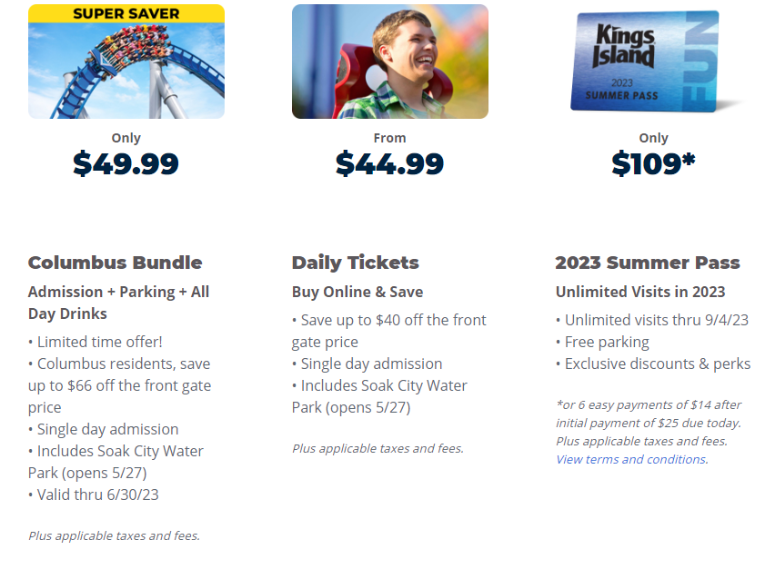 SUPER SAVER
Only
$49.99
Columbus Bundle
Admission + Parking + All
Day Drinks
• Limited time offer!
• Columbus residents, save
up to $66 off the front gate
price
• Single day admission
• Includes Soak City Water
Park (opens 5/27)
• Valid thru 6/30/23
Plus applicable taxes and fees.
From
$44.99
Daily Tickets
Buy Online & Save
• Save up to $40 off the front
gate price
• Single day admission
• Includes Soak City Water
Park (opens 5/27)
Plus applicable taxes and fees.
Kings
Island
2023
SUMMER PASS
FUN
Only
$109*
2023 Summer Pass
Unlimited Visits in 2023
• Unlimited visits thru 9/4/23
• Free parking
• Exclusive discounts & perks
*or 6 easy payments of $14 after
initial payment of $25 due today.
Plus applicable taxes and fees.
View terms and conditions.